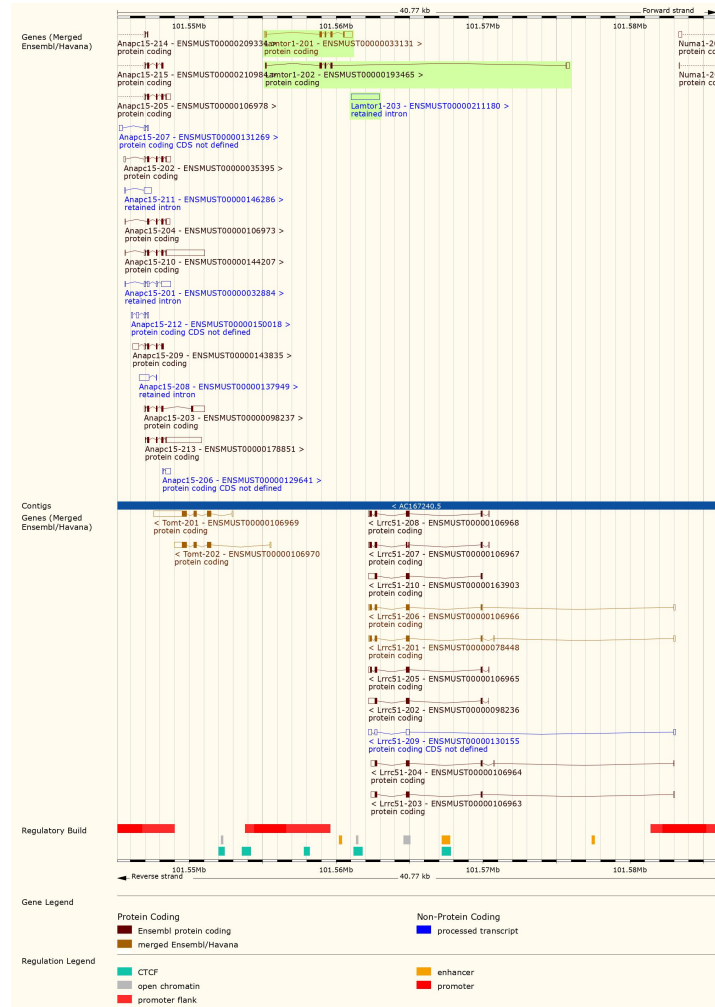 40.77 kb
Forward strand
101.55Mb
101.56Mb
101.57Mb
101.58Mb
Genes (Merged
Ensembl/Havana)
Anapc15-214 - ENSMUST00000209334 >
protein coding
Lamtor1-201 - ENSMUST00000033131 >
protein coding
Numa1-20
protein co
Anapc15-215 - ENSMUST00000210984 >
protein coding
Lamtor1-202 - ENSMUST00000193465 >
protein coding
Numa1-2
protein c
Anapc15-205 - ENSMUST00000106978 >
protein coding
Lamtor1-203 - ENSMUST00000211180 >
retained intron
Anapc15-207 - ENSMUST00000131269 >
protein coding CDS not defined
Anapc15-202 - ENSMUST00000035395 >
protein coding
Anapc15-211 - ENSMUST00000146286 >
retained intron
Anapc15-204 - ENSMUST00000106973 >
protein coding
Anapc15-210 - ENSMUST00000144207 >
protein coding
Anapc15-201 - ENSMUST00000032884 >
retained intron
Anapc15-212 - ENSMUST00000150018 >
protein coding CDS not defined
Anapc15-209 - ENSMUST00000143835 >
protein coding
Anapc15-208 - ENSMUST00000137949 >
retained intron
Anapc15-203 - ENSMUST00000098237 >
protein coding
Anapc15-213 - ENSMUST00000178851 >
protein coding
Anapc15-206 - ENSMUST00000129641 >
protein coding CDS not defined
Contigs
< AC167240.5
Genes (Merged
Ensembl/Havana)
< Tomt-201 - ENSMUST00000106969
protein coding
< Lrrc51-208 - ENSMUST00000106968
protein coding
< Tomt-202 - ENSMUST00000106970
protein coding
< Lrrc51-207 - ENSMUST00000106967
protein coding
< Lrrc51-210 - ENSMUST00000163903
protein coding
< Lrrc51-206 - ENSMUST00000106966
protein coding
< Lrrc51-201 - ENSMUST00000078448
protein coding
< Lrrc51-205 - ENSMUST00000106965
protein coding
< Lrrc51-202 - ENSMUST00000098236
protein coding
< Lrrc51-209 - ENSMUST00000130155
protein coding CDS not defined
< Lrrc51-204 - ENSMUST00000106964
protein coding
< Lrrc51-203 - ENSMUST00000106963
protein coding
Regulatory Build
101.55Mb
101.56Mb
101.57Mb
101.58Mb
Reverse strand
40.77 kb
Gene Legend
Protein Coding
Non-Protein Coding
Ensembl protein coding
processed transcript
merged Ensembl/Havana
Regulation Legend
CTCF
enhancer
open chromatin
promoter
promoter flank